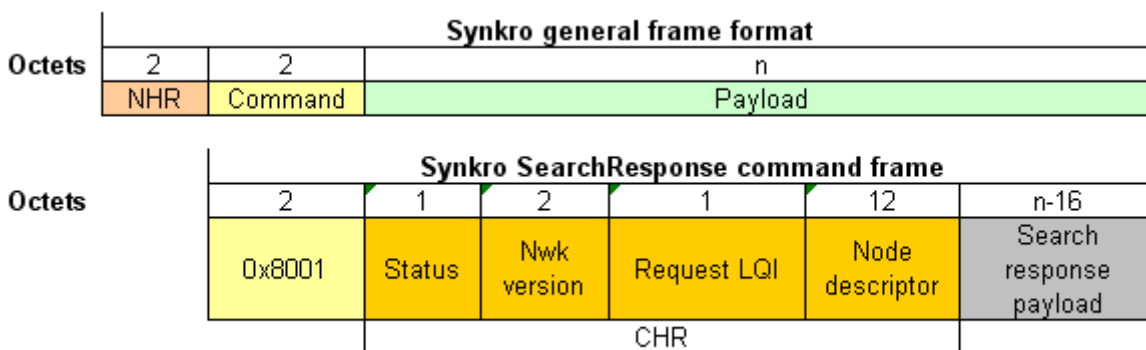 Synkro general frame format
Octets 2 2 n
NHR Command Payload
Synkro SearchResponse command frame
Octets 2 1 2 1 12 n-16
0x8001 Status Nwk version Request LQI Node descriptor Search response payload
CHR